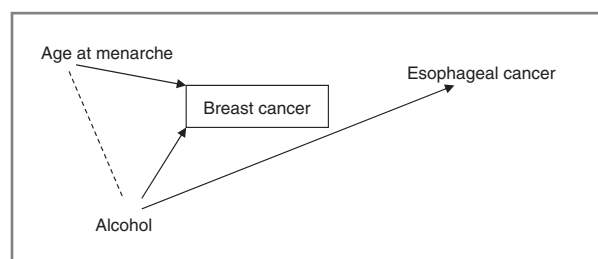 Age at menarche
Esophageal cancer
Breast cancer
Alcohol